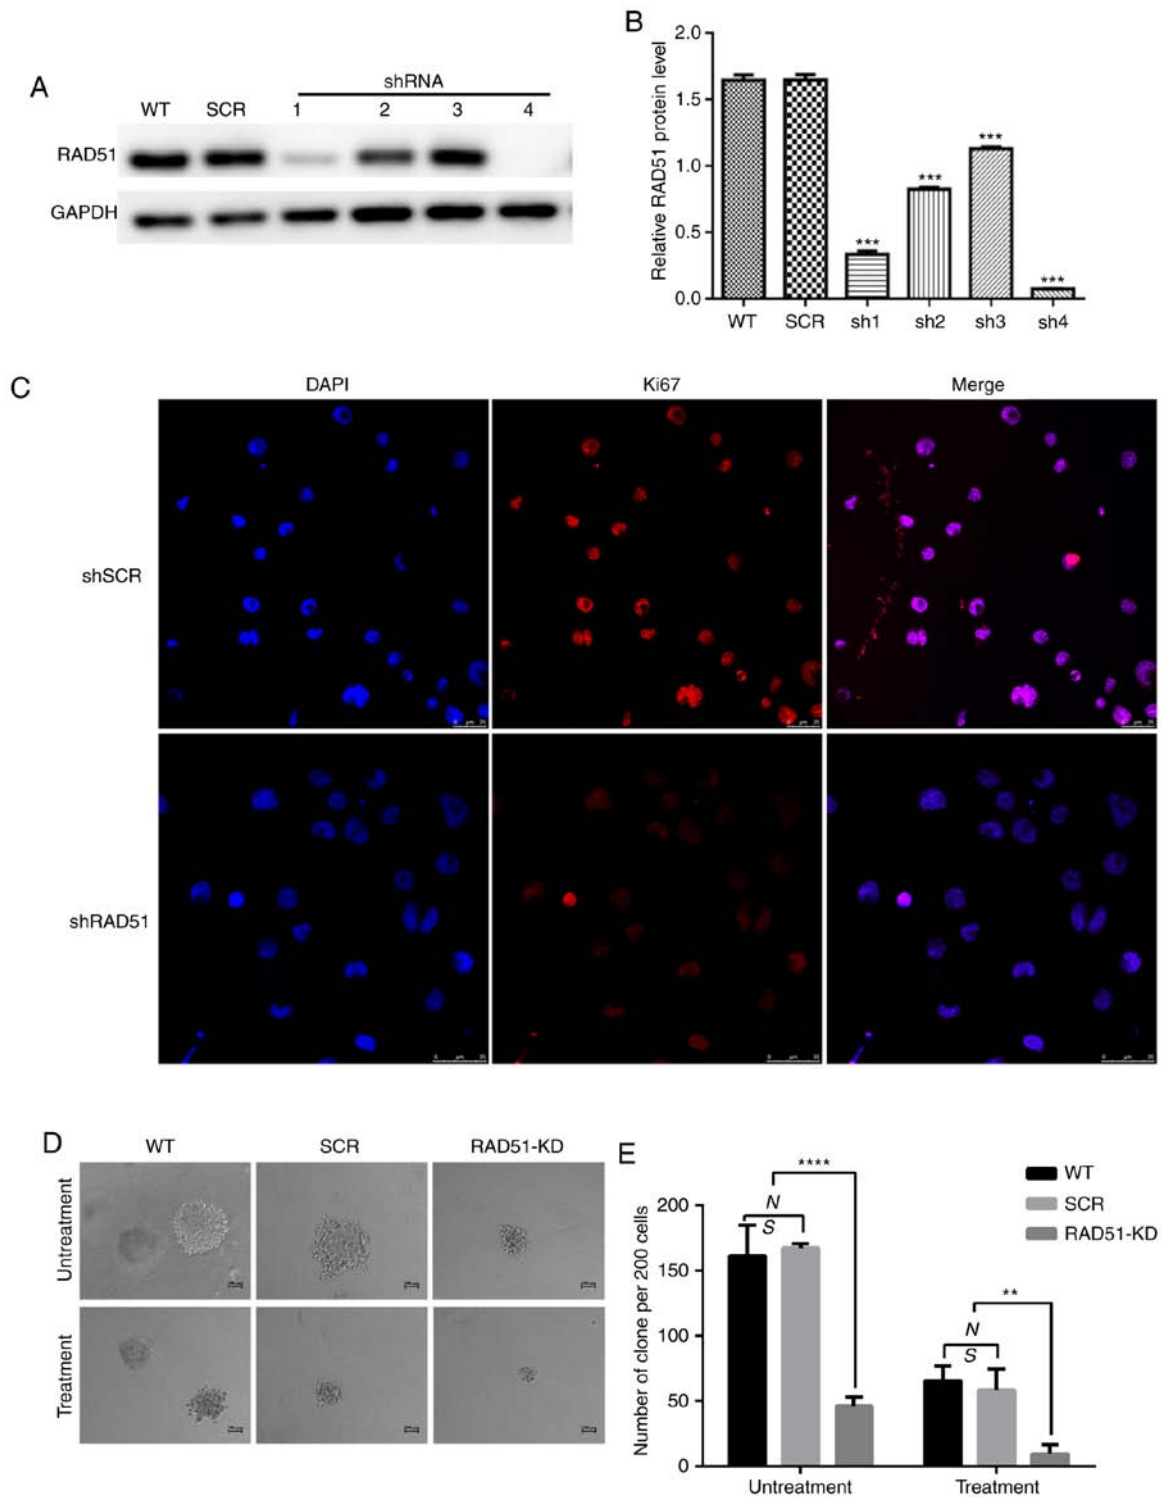 A
shRNA
WT SCR 1 2 3 4
RAD51
GAPDH
B
Relative RAD51 protein level
2.0
1.5
1.0
0.5
0.0
***
***
***
***
WT SCR sh1 sh2 sh3 sh4
C
DAPI Ki67 Merge
shSCR
shRAD51
D
WT SCR RAD51-KD
Untreatment
Treatment
E
Number of clone per 200 cells
200
150
100
50
0
****
N
S
**
N
S
WT
SCR
RAD51-KD
Untreatment Treatment